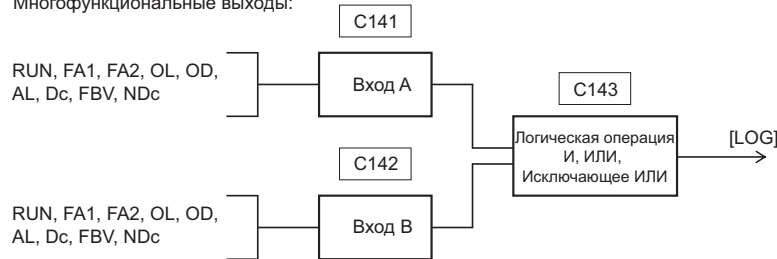 Многофункциональные выходы:
C141
RUN, FA1, FA2, OL, OD,
AL, Dc, FBV, NDc
Вход A
C143
Логическая операция
И, ИЛИ,
Исключающее ИЛИ
[LOG]
C142
RUN, FA1, FA2, OL, OD,
AL, Dc, FBV, NDc
Вход B